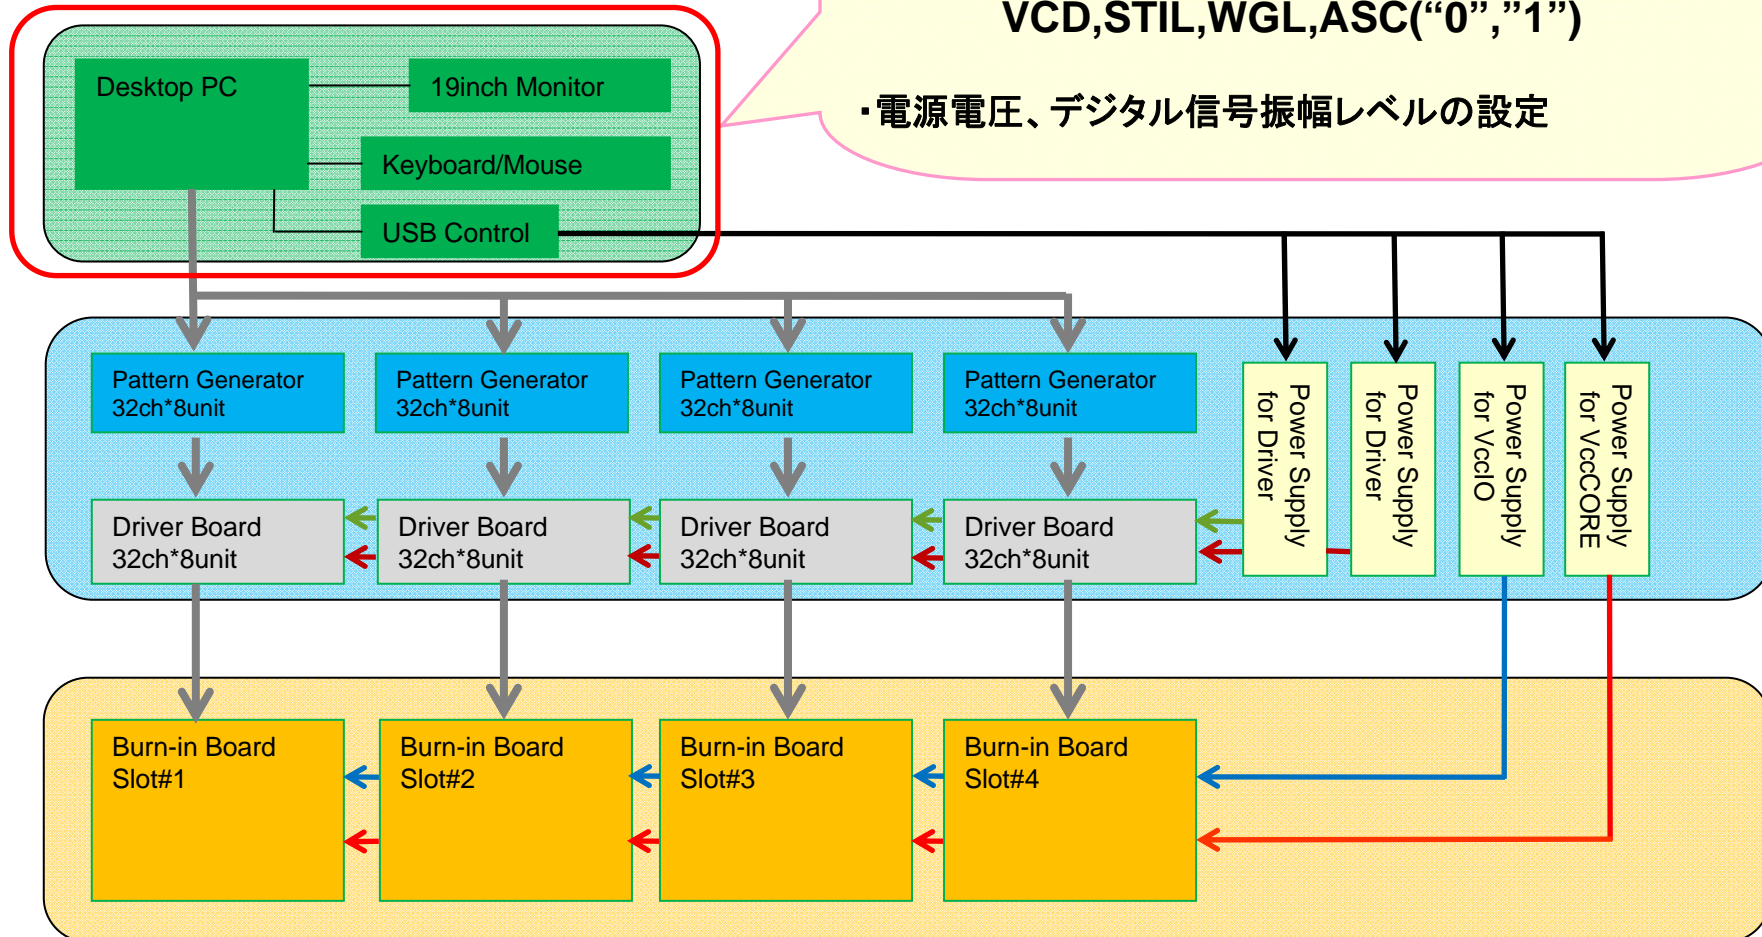 VCD,STIL,WGL,ASC(“0”,”1”)
・電源電圧、デジタル信号振幅レベルの設定
Desktop PC
19inch Monitor
Keyboard/Mouse
USB Control
Pattern Generator
32ch*8unit
Pattern Generator
32ch*8unit
Pattern Generator
32ch*8unit
Pattern Generator
32ch*8unit
Power Supply
for Driver
Power Supply
for Driver
Power Supply
for VccIO
Power Supply
for VccCORE
Driver Board
32ch*8unit
Driver Board
32ch*8unit
Driver Board
32ch*8unit
Driver Board
32ch*8unit
Burn-in Board
Slot#1
Burn-in Board
Slot#2
Burn-in Board
Slot#3
Burn-in Board
Slot#4